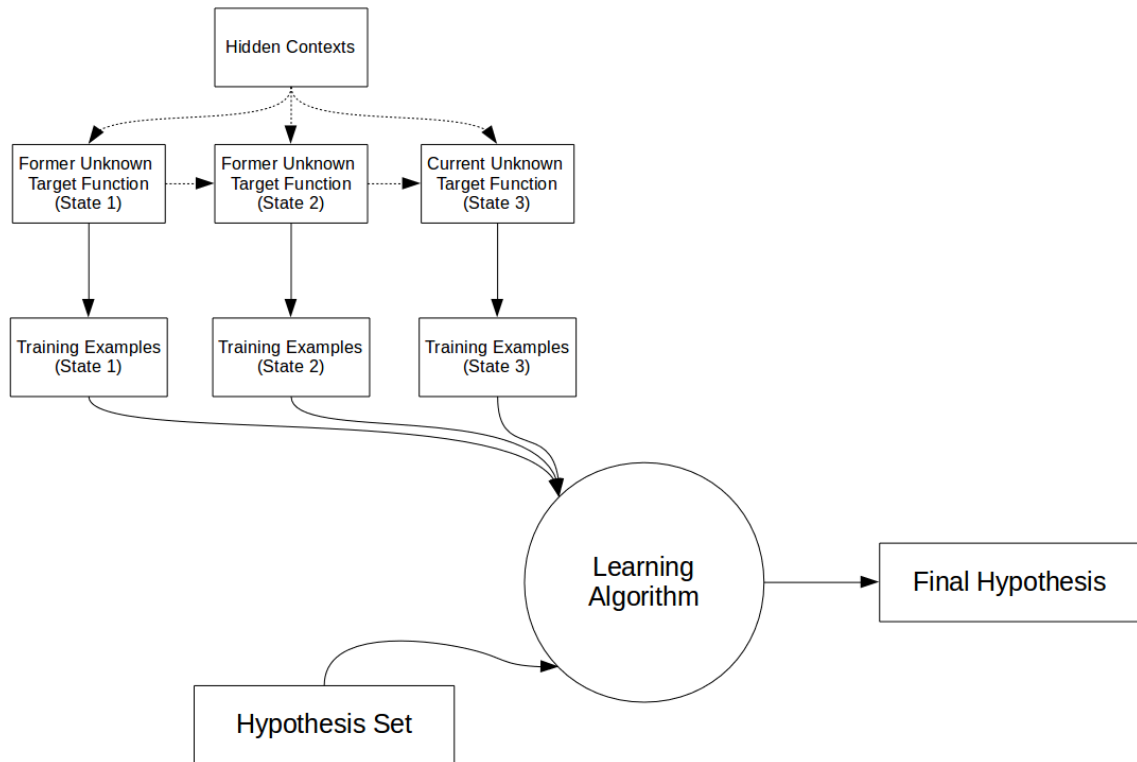 Hidden Contexts
Former Unknown
Target Function
(State 1)
Former Unknown
Target Function
(State 2)
Current Unknown
Target Function
(State 3)
Training Examples
(State 1)
Training Examples
(State 2)
Training Examples
(State 3)
Learning
Algorithm
Final Hypothesis
Hypothesis Set